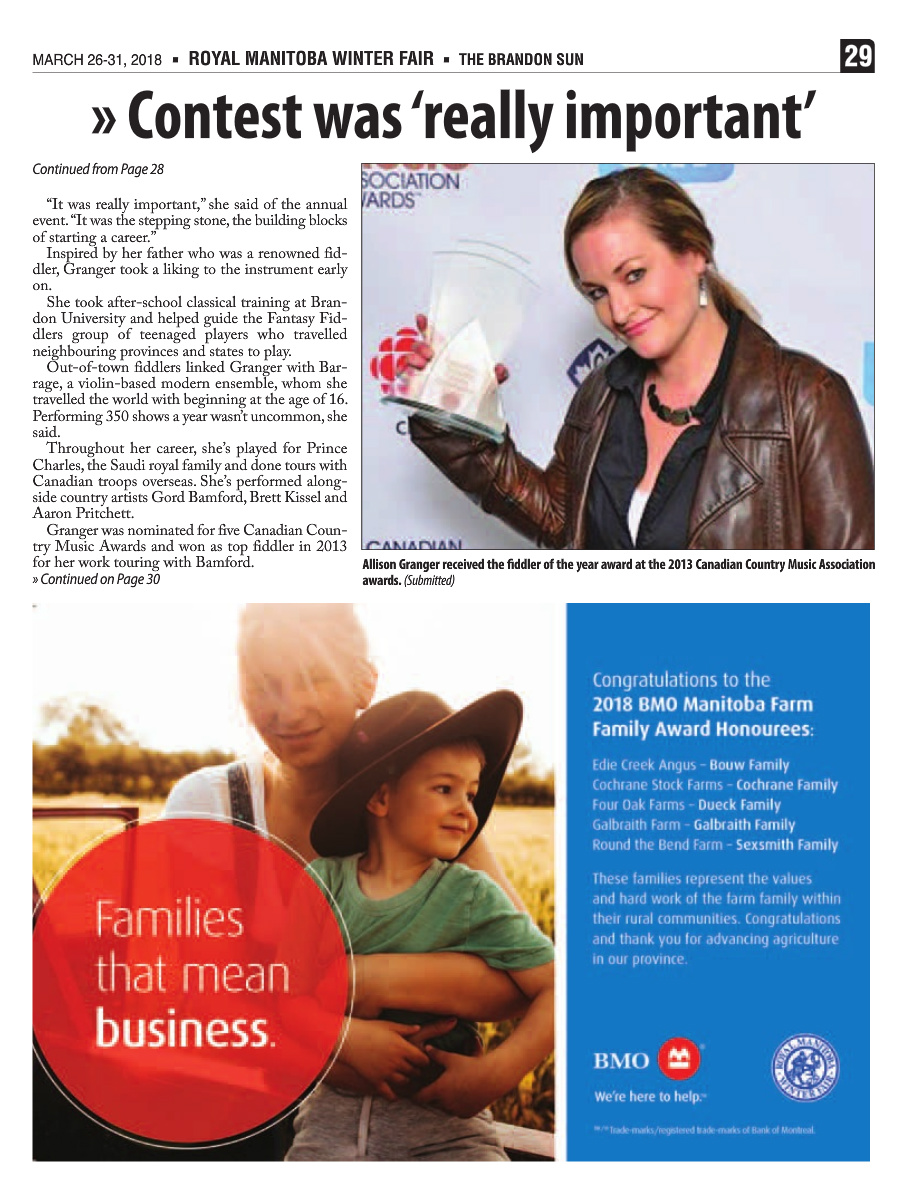 MARCH 26-31, 2018 ▪ ROYAL MANITOBA WINTER FAIR ▪ THE BRANDON SUN
29
» Contest was ‘really important’
Continued from Page 28
“It was really important,” she said of the annual
event. “It was the stepping stone, the building blocks
of starting a career.”
Inspired by her father who was a renowned fid-
dler, Granger took a liking to the instrument early
on.
She took after-school classical training at Bran-
don University and helped guide the Fantasy Fid-
dlers group of teenaged players who travelled
neighbouring provinces and states to play.
Out-of-town fiddlers linked Granger with Bar-
rage, a violin-based modern ensemble, whom she
travelled the world with beginning at the age of 16.
Performing 350 shows a year wasn’t uncommon, she
said.
Throughout her career, she’s played for Prince
Charles, the Saudi royal family and done tours with
Canadian troops overseas. She’s performed along-
side country artists Gord Bamford, Brett Kissel and
Aaron Pritchett.
Granger was nominated for five Canadian Coun-
try Music Awards and won as top fiddler in 2013
for her work touring with Bamford.
» Continued on Page 30
SOCIATION
ARDS
CANADIAN
Allison Granger received the fiddler of the year award at the 2013 Canadian Country Music Association
awards. (Submitted)
Families
that mean
business.
Congratulations to the
2018 BMO Manitoba Farm
Family Award Honourees:
Edie Creek Angus – Bouw Family
Cochrane Stock Farms – Cochrane Family
Four Oak Farms – Dueck Family
Galbraith Farm – Galbraith Family
Round the Bend Farm – Sexsmith Family
These families represent the values
and hard work of the farm family within
their rural communities. Congratulations
and thank you for advancing agriculture
in our province.
BMO
We’re here to help.™
ROYAL MANITOBA
WINTER FAIR
®*/™ Trade-marks/registered trade-marks of Bank of Montreal.